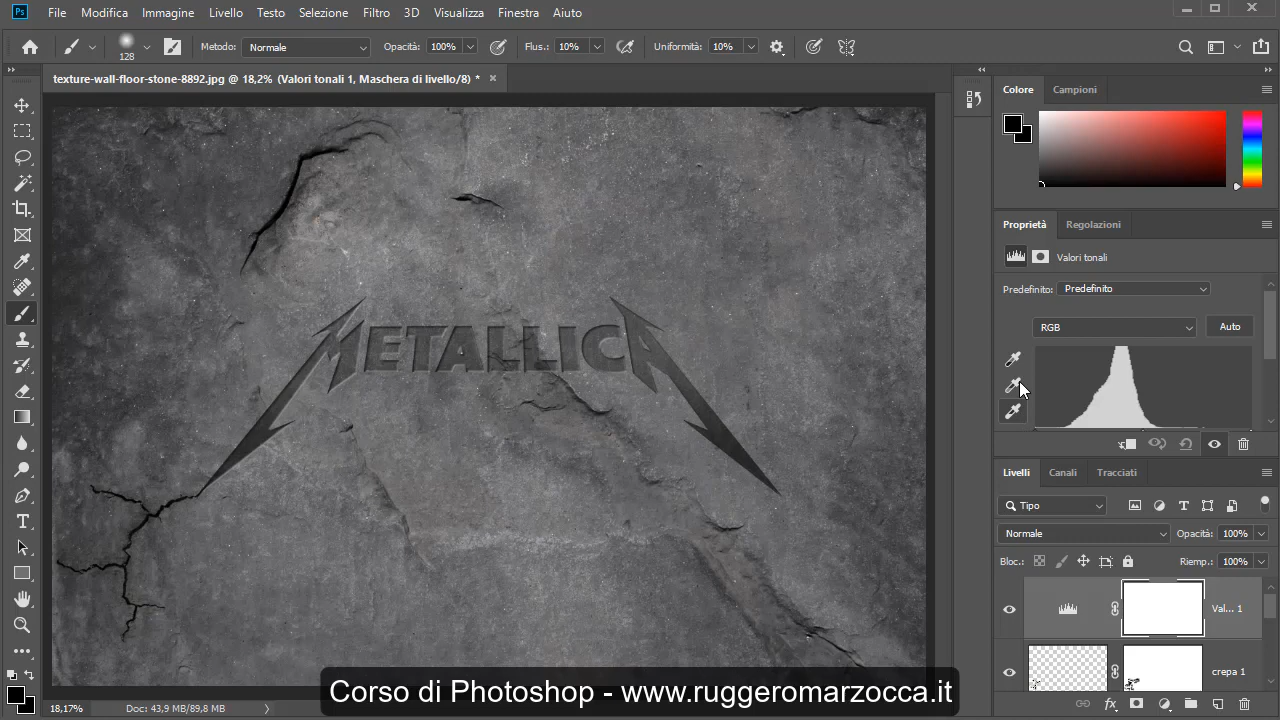 Ps File Modifica Immagine Livello Testo Selezione Filtro 3D Visualizza Finestra Aiuto
128 Metodo: Normale Opacità: 100% Flus.: 10% Uniformità: 10%
texture-wall-floor-stone-8892.jpg @ 18,2% (Valori tonali 1, Maschera di livello/8) *
Colore Campioni
Proprietà Regolazioni
Valori tonali
Predefinito: Predefinito
RGB Auto
METALLICA
Livelli Canali Tracciati
Tipo
Normale Opacità: 100%
Bloc.: Riemp.: 100%
Val... 1
crepa 1
Corso di Photoshop - www.ruggeromarzocca.it
18,17% Doc: 43,9 MB/89,8 MB